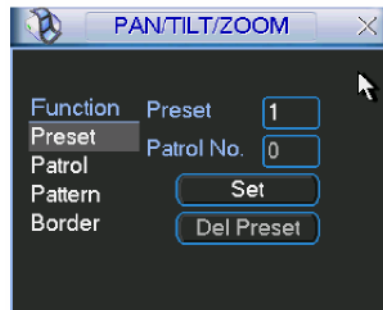 PAN/TILT/ZOOM
Function Preset 1
Preset
Patrol No. 0
Patrol
Set
Pattern
Border
Del Preset